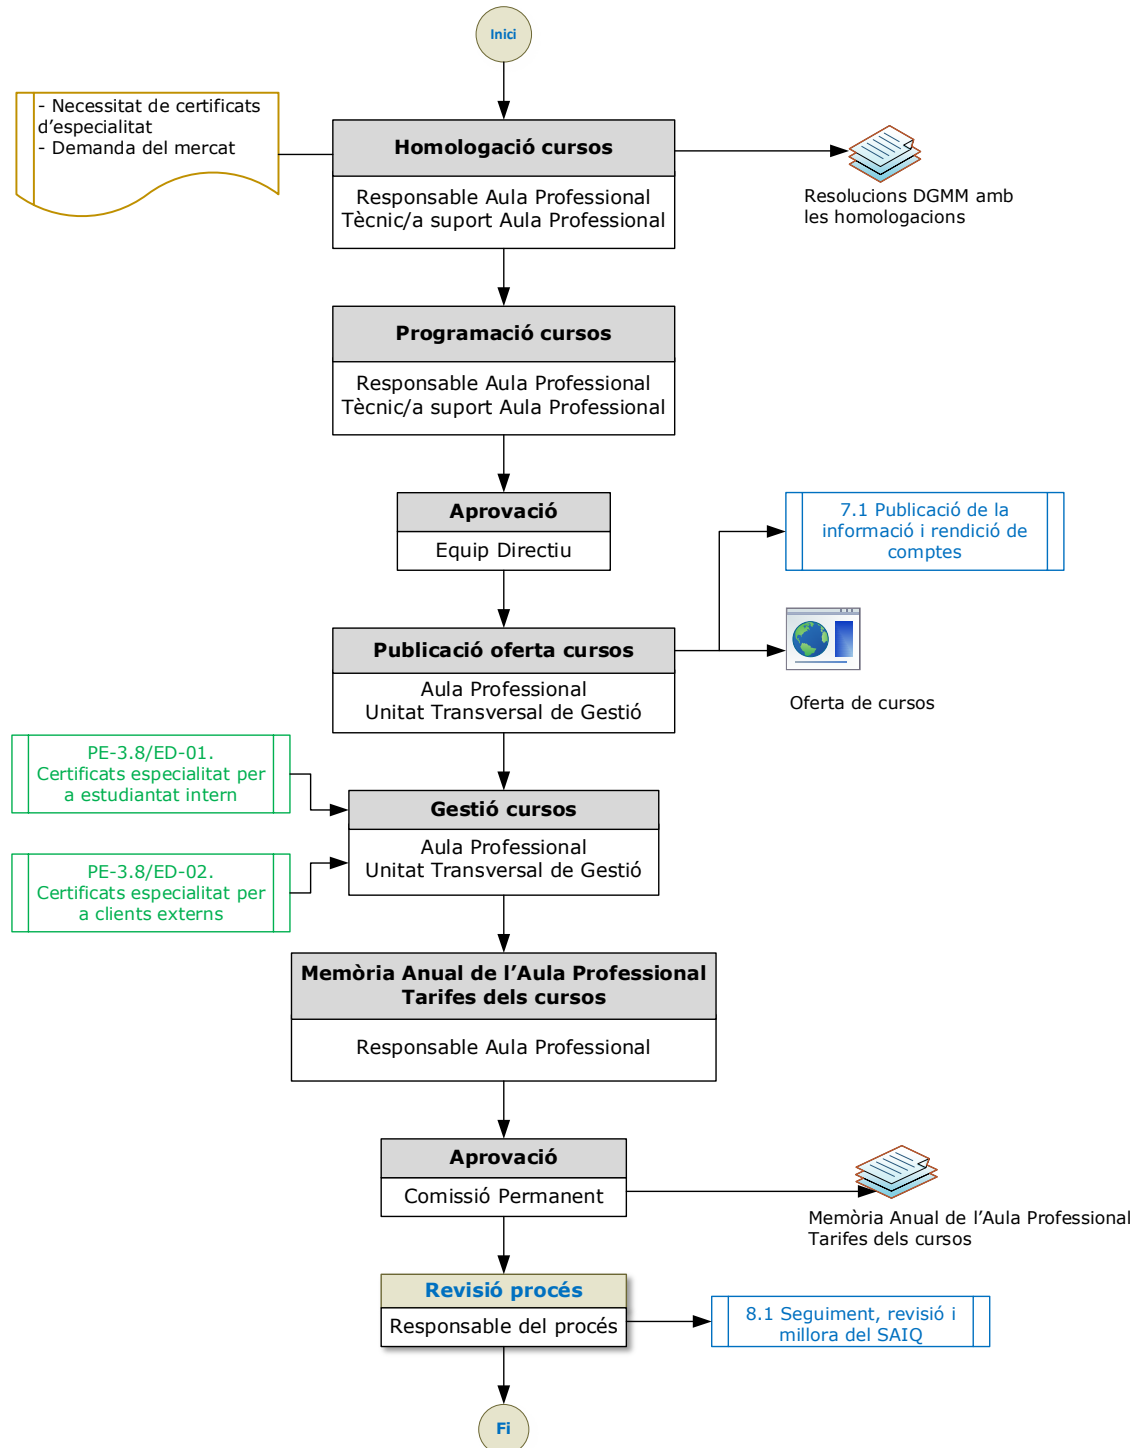 Inici
- Necessitat de certificats
d’especialitat
- Demanda del mercat
Homologació cursos
Responsable Aula Professional
Tècnic/a suport Aula Professional
Resolucions DGMM amb
les homologacions
Programació cursos
Responsable Aula Professional
Tècnic/a suport Aula Professional
Aprovació
Equip Directiu
7.1 Publicació de la
informació i rendició de
comptes
Publicació oferta cursos
Aula Professional
Unitat Transversal de Gestió
Oferta de cursos
PE-3.8/ED-01.
Certificats especialitat per
a estudiantat intern
Gestió cursos
Aula Professional
Unitat Transversal de Gestió
PE-3.8/ED-02.
Certificats especialitat per
a clients externs
Memòria Anual de l’Aula Professional
Tarifes dels cursos
Responsable Aula Professional
Aprovació
Comissió Permanent
Memòria Anual de l’Aula Professional
Tarifes dels cursos
Revisió procés
Responsable del procés
8.1 Seguiment, revisió i
millora del SAIQ
Fi